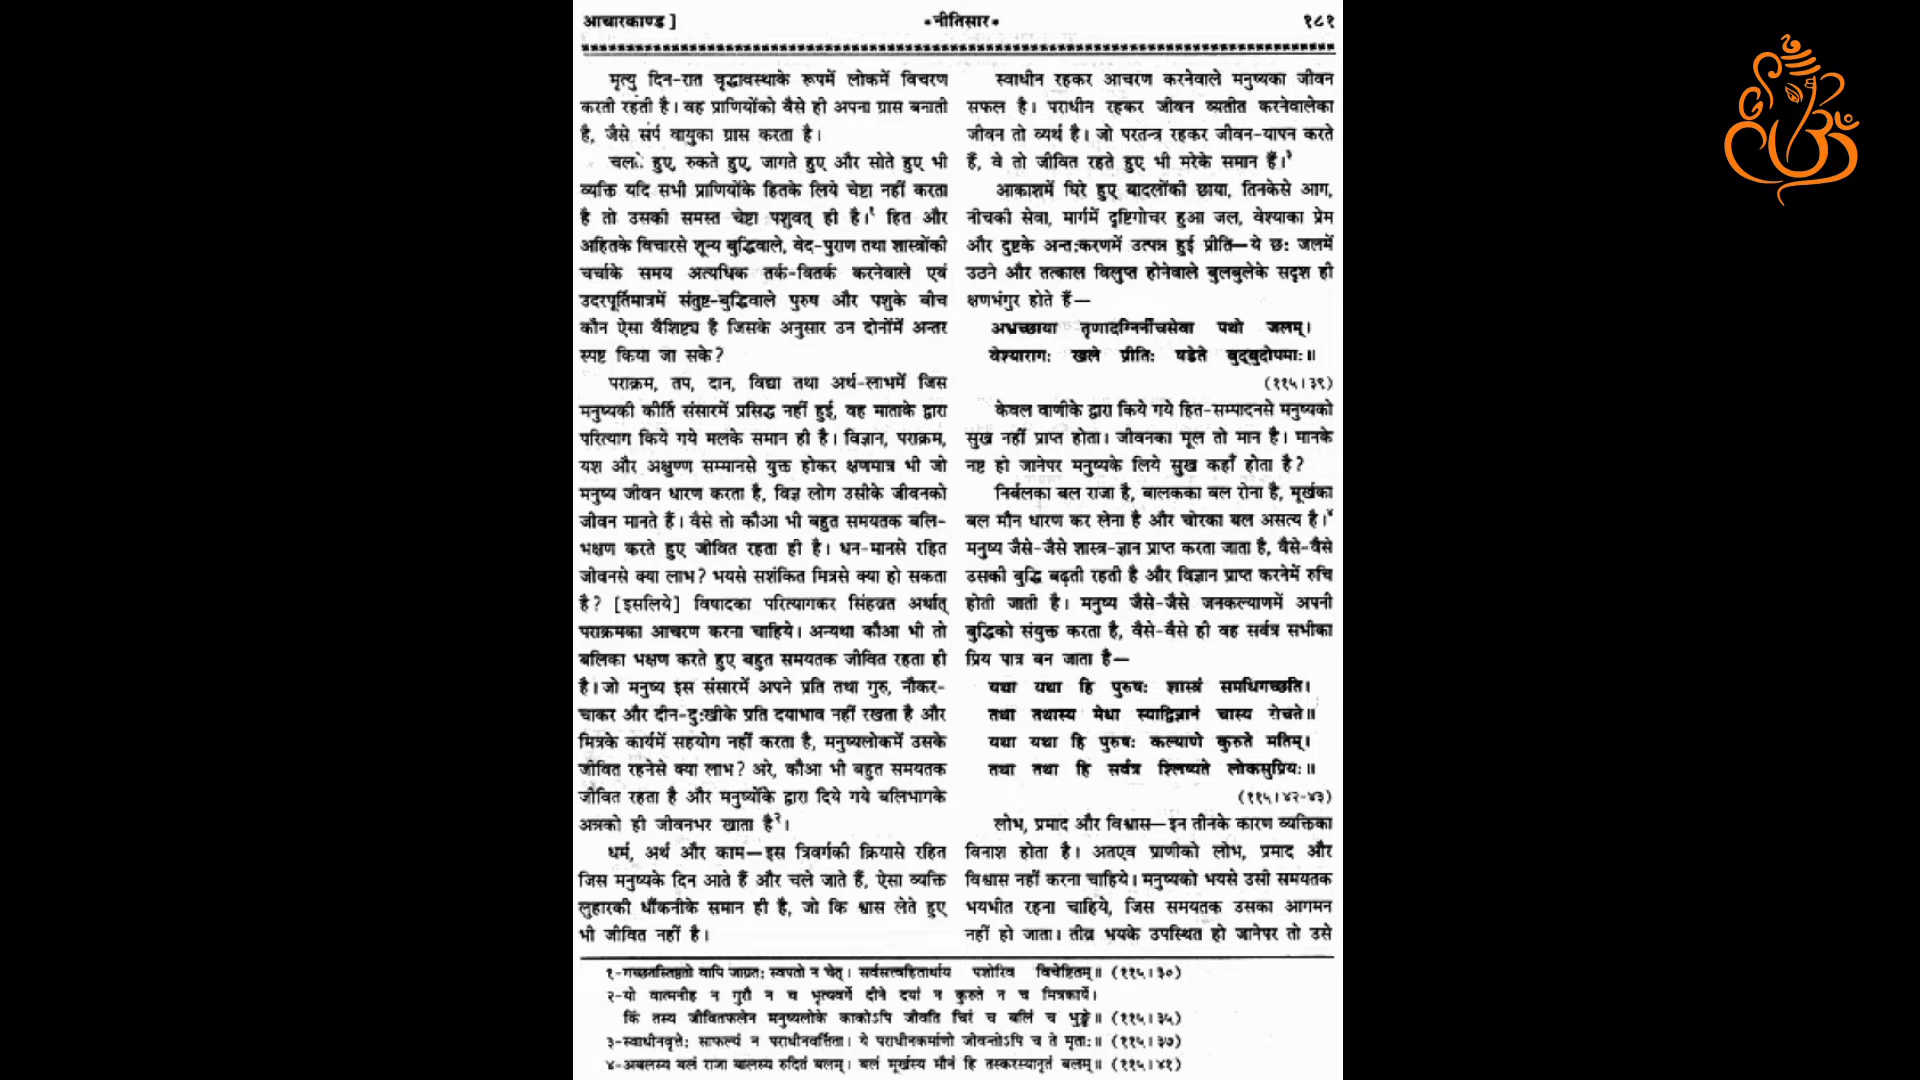 आचारकाण्ड ]
*नीतिसार*
१८१
मृत्यु दिन-रात वृद्धावस्थाके रूपमें लोकमें विचरण
करती रहती है। वह प्राणियोंको वैसे ही अपना ग्रास बनाती
है, जैसे सर्प वायुका ग्रास करता है।
हुए, रुकते हुए, जागते हुए और सोते हुए भी
व्यक्ति यदि सभी प्राणियोंके हितके लिये चेष्टा नहीं करता
है तो उसकी समस्त चेष्टा पशुवत् ही है।१ हित और
अहितके विचारसे शून्य बुद्धिवाले, वेद-पुराण तथा शास्त्रोंकी
चर्चाके समय अत्यधिक तर्क-वितर्क करनेवाले एवं
उदरपूर्तिमात्रमें संतुष्ट-बुद्धिवाले पुरुष और पशुके बीच
कौन ऐसा वैशिष्ट्य है जिसके अनुसार उन दोनोंमें अन्तर
स्पष्ट किया जा सके?
पराक्रम, तप, दान, विद्या तथा अर्थ-लाभमें जिस
मनुष्यकी कीर्ति संसारमें प्रसिद्ध नहीं हुई, वह माताके द्वारा
परित्याग किये गये मलके समान ही है। विज्ञान, पराक्रम,
यश और अक्षुण्ण सम्मानसे युक्त होकर क्षणमात्र भी जो
मनुष्य जीवन धारण करता है, विज्ञ लोग उसीके जीवनको
जीवन मानते हैं। वैसे तो कौआ भी बहुत समयतक बलि-
भक्षण करते हुए जीवित रहता ही है। धन-मानसे रहित
जीवनसे क्या लाभ? भयसे सशंकित मित्रसे क्या हो सकता
है? [इसलिये] विषादका परित्यागकर सिंहव्रत अर्थात्
पराक्रमका आचरण करना चाहिये। अन्यथा कौआ भी तो
बलिका भक्षण करते हुए बहुत समयतक जीवित रहता ही
है। जो मनुष्य इस संसारमें अपने प्रति तथा गुरु, नौकर-
चाकर और दीन-दुःखीके प्रति दयाभाव नहीं रखता है और
मित्रके कार्यमें सहयोग नहीं करता है, मनुष्यलोकमें उसके
जीवित रहनेसे क्या लाभ? अरे, कौआ भी बहुत समयतक
जीवित रहता है और मनुष्योंके द्वारा दिये गये बलिभागके
अन्नको ही जीवनभर खाता है२।
धर्म, अर्थ और काम—इस त्रिवर्गकी क्रियासे रहित
जिस मनुष्यके दिन आते हैं और चले जाते हैं, ऐसा व्यक्ति
लुहारकी धौंकनीके समान ही है, जो कि श्वास लेते हुए
भी जीवित नहीं है।
स्वाधीन रहकर आचरण करनेवाले मनुष्यका जीवन
सफल है। पराधीन रहकर जीवन व्यतीत करनेवालेका
जीवन तो व्यर्थ है। जो परतन्त्र रहकर जीवन-यापन करते
हैं, वे तो जीवित रहते हुए भी मरेके समान हैं।३
आकाशमें घिरे हुए बादलोंकी छाया, तिनकेसे आग,
नीचकी सेवा, मार्गमें दृष्टिगोचर हुआ जल, वेश्याका प्रेम
और दुष्टके अन्तःकरणमें उत्पन्न हुई प्रीति—ये छः जलमें
उठने और तत्काल विलुप्त होनेवाले बुलबुलेके सदृश ही
क्षणभंगुर होते हैं—
अभ्रच्छाया तृणादग्निर्नीचसेवा पथो जलम्।
वेश्यारागः खले प्रीतिः षडेते बुद्‌बुदोपमाः॥
(११५।३९)
केवल वाणीके द्वारा किये गये हित-सम्पादनसे मनुष्यको
सुख नहीं प्राप्त होता। जीवनका मूल तो मान है। मानके
नष्ट हो जानेपर मनुष्यके लिये सुख कहाँ होता है?
निर्बलका बल राजा है, बालकका बल रोना है, मूर्खका
बल मौन धारण कर लेना है और चोरका बल असत्य है।४
मनुष्य जैसे-जैसे शास्त्र-ज्ञान प्राप्त करता जाता है, वैसे-वैसे
उसकी बुद्धि बढ़ती रहती है और विज्ञान प्राप्त करनेमें रुचि
होती जाती है। मनुष्य जैसे-जैसे जनकल्याणमें अपनी
बुद्धिको संयुक्त करता है, वैसे-वैसे ही वह सर्वत्र सभीका
प्रिय पात्र बन जाता है—
यथा यथा हि पुरुषः शास्त्रं समधिगच्छति।
तथा तथास्य मेधा स्याद्विज्ञानं चास्य रोचते॥
यथा यथा हि पुरुषः कल्याणे कुरुते मतिम्।
तथा तथा हि सर्वत्र श्लिष्यते लोकसुप्रियः॥
(११५।४२-४३)
लोभ, प्रमाद और विश्वास—इन तीनके कारण व्यक्तिका
विनाश होता है। अतएव प्राणीको लोभ, प्रमाद और
विश्वास नहीं करना चाहिये। मनुष्यको भयसे उसी समयतक
भयभीत रहना चाहिये, जिस समयतक उसका आगमन
नहीं हो जाता। तीव्र भयके उपस्थित हो जानेपर तो उसे
१-गच्छतस्तिष्ठतो वापि जाग्रतः स्वपतो न चेत्। सर्वसत्त्वहितार्थाय पशोरिव विचेष्टितम्॥ (११५।३०)
२-यो वात्मनीह न गुरौ न च भृत्यवर्गे दीने दयां न कुरुते न च मित्रकार्ये।
किं तस्य जीवितफलेन मनुष्यलोके काकोऽपि जीवति चिरं च बलिं च भुङ्क्ते॥ (११५।३५)
३-स्वाधीनवृत्तेः साफल्यं न पराधीनवर्तिता। ये पराधीनकर्माणो जीवन्तोऽपि च ते मृताः॥ (११५।३७)
४-अबलस्य बलं राजा बालस्य रुदितं बलम्। बलं मूर्खस्य मौनं हि तस्करस्यानृतं बलम्॥ (११५।४१)